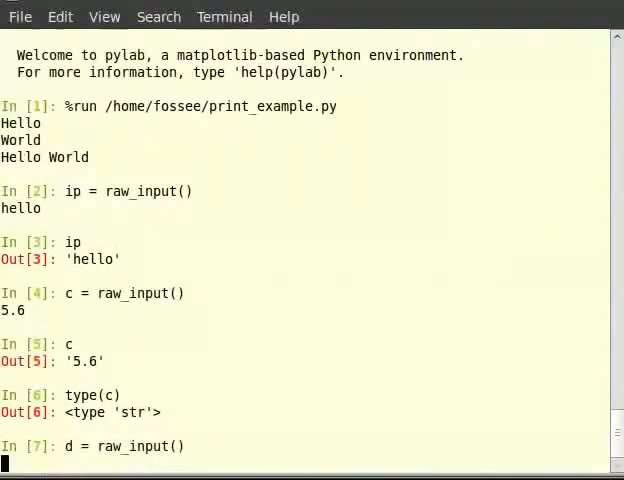 File Edit View Search Terminal Help
Welcome to pylab, a matplotlib-based Python environment.
For more information, type 'help(pylab)'.
In [1]: %run /home/fossee/print_example.py
Hello
World
Hello World
In [2]: ip = raw_input()
hello
In [3]: ip
Out[3]: 'hello'
In [4]: c = raw_input()
5.6
In [5]: c
Out[5]: '5.6'
In [6]: type(c)
Out[6]: <type 'str'>
In [7]: d = raw_input()